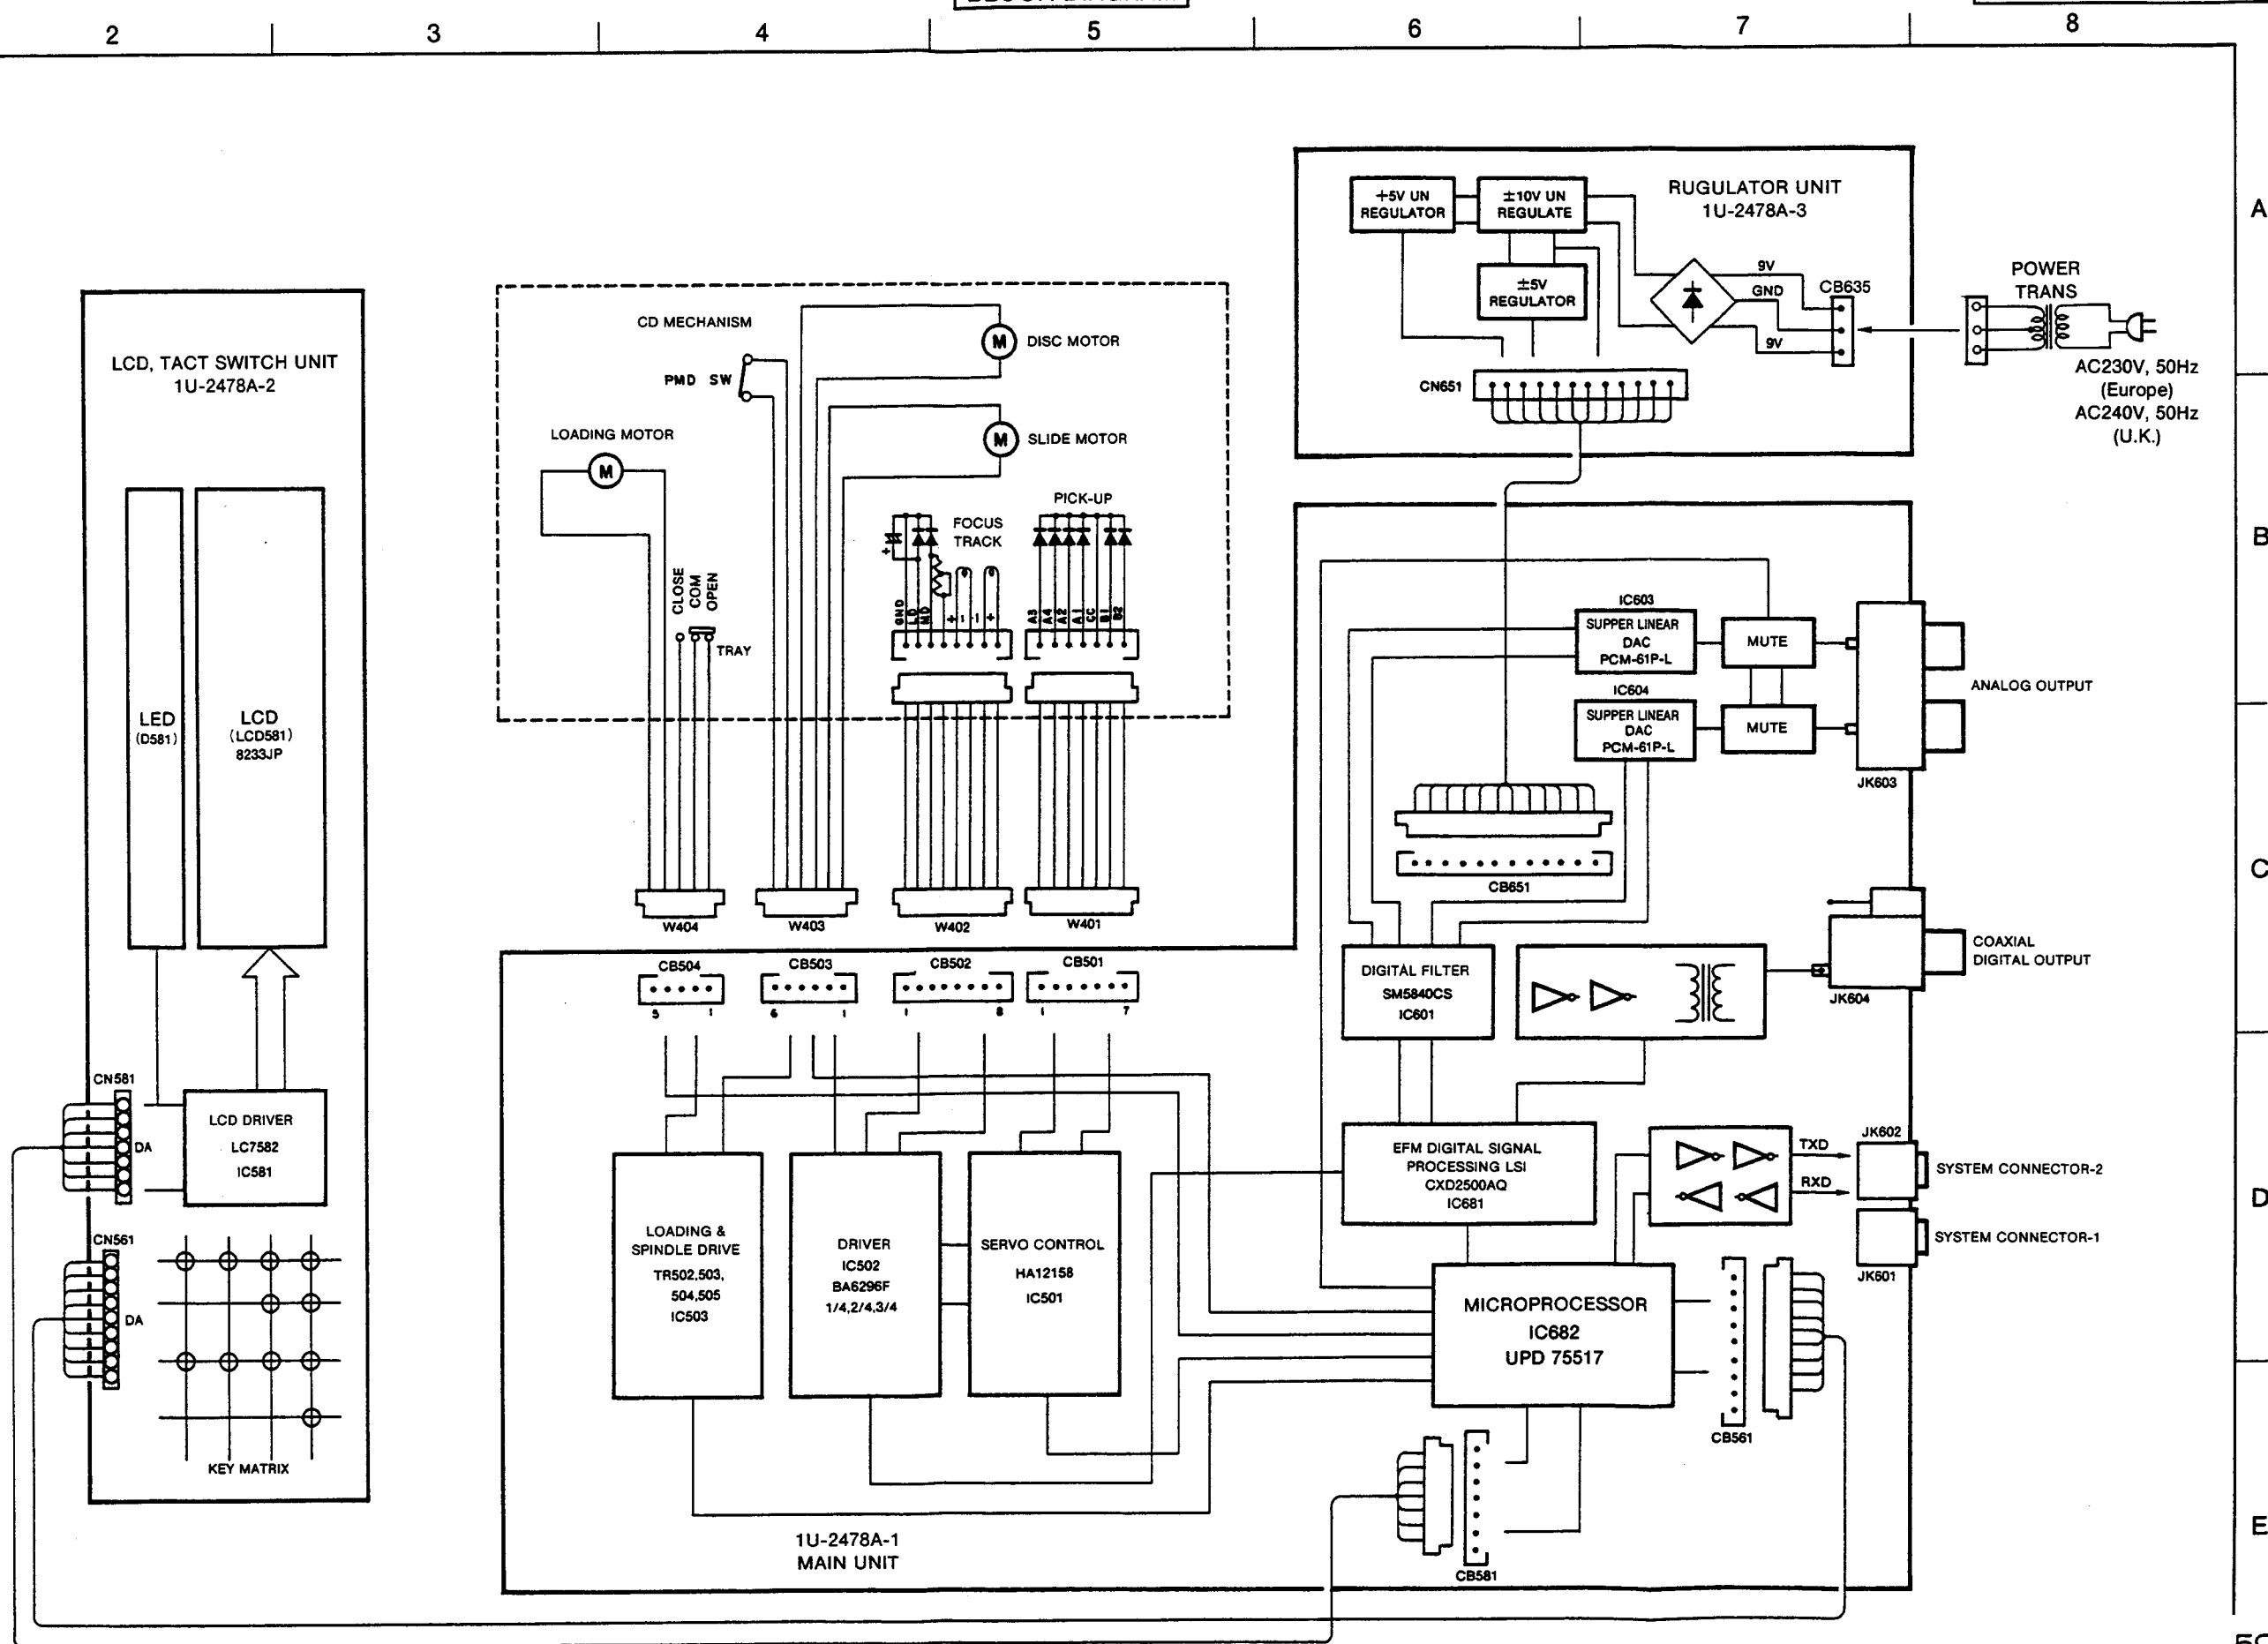 2 3 4 5 6 7 8
A
B
C
D
E
LCD, TACT SWITCH UNIT
1U-2478A-2
LED
(D581)
LCD
(LCD581)
8233JP
CN581
DA
LCD DRIVER
LC7582
IC581
CN561
DA
KEY MATRIX
CD MECHANISM
PMD SW
LOADING MOTOR
M
DISC MOTOR
M
SLIDE MOTOR
M
CLOSE
COM
OPEN
TRAY
FOCUS
TRACK
GND
LD
MD
+
−
−
+
+
PICK-UP
A3
A4
A2
A1
CC
B1
B2
W404
W403
W402
W401
RUGULATOR UNIT
1U-2478A-3
+5V UN
REGULATOR
±10V UN
REGULATE
±5V
REGULATOR
9V
GND
9V
CB635
CN651
POWER
TRANS
AC230V, 50Hz
(Europe)
AC240V, 50Hz
(U.K.)
IC603
SUPPER LINEAR
DAC
PCM-61P-L
MUTE
IC604
SUPPER LINEAR
DAC
PCM-61P-L
MUTE
ANALOG OUTPUT
JK603
CB651
CB504
5 1
CB503
6 1
CB502
1 8
CB501
1 7
DIGITAL FILTER
SM5840CS
IC601
COAXIAL
DIGITAL OUTPUT
JK604
EFM DIGITAL SIGNAL
PROCESSING LSI
CXD2500AQ
IC681
TXD
RXD
JK602
SYSTEM CONNECTOR-2
SYSTEM CONNECTOR-1
JK601
LOADING &
SPINDLE DRIVE
TR502,503,
504,505
IC503
DRIVER
IC502
BA6296F
1/4,2/4,3/4
SERVO CONTROL
HA12158
IC501
MICROPROCESSOR
IC682
UPD 75517
CB561
CB581
1U-2478A-1
MAIN UNIT